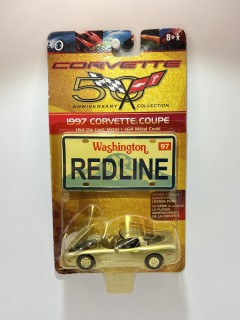 8+
CORVETTE
50
ANNIVERSARY COLLECTION
1997 CORVETTE COUPE
1:64 Die Cast Metal • 1:64 Métal Coulé
Washington 97
REDLINE